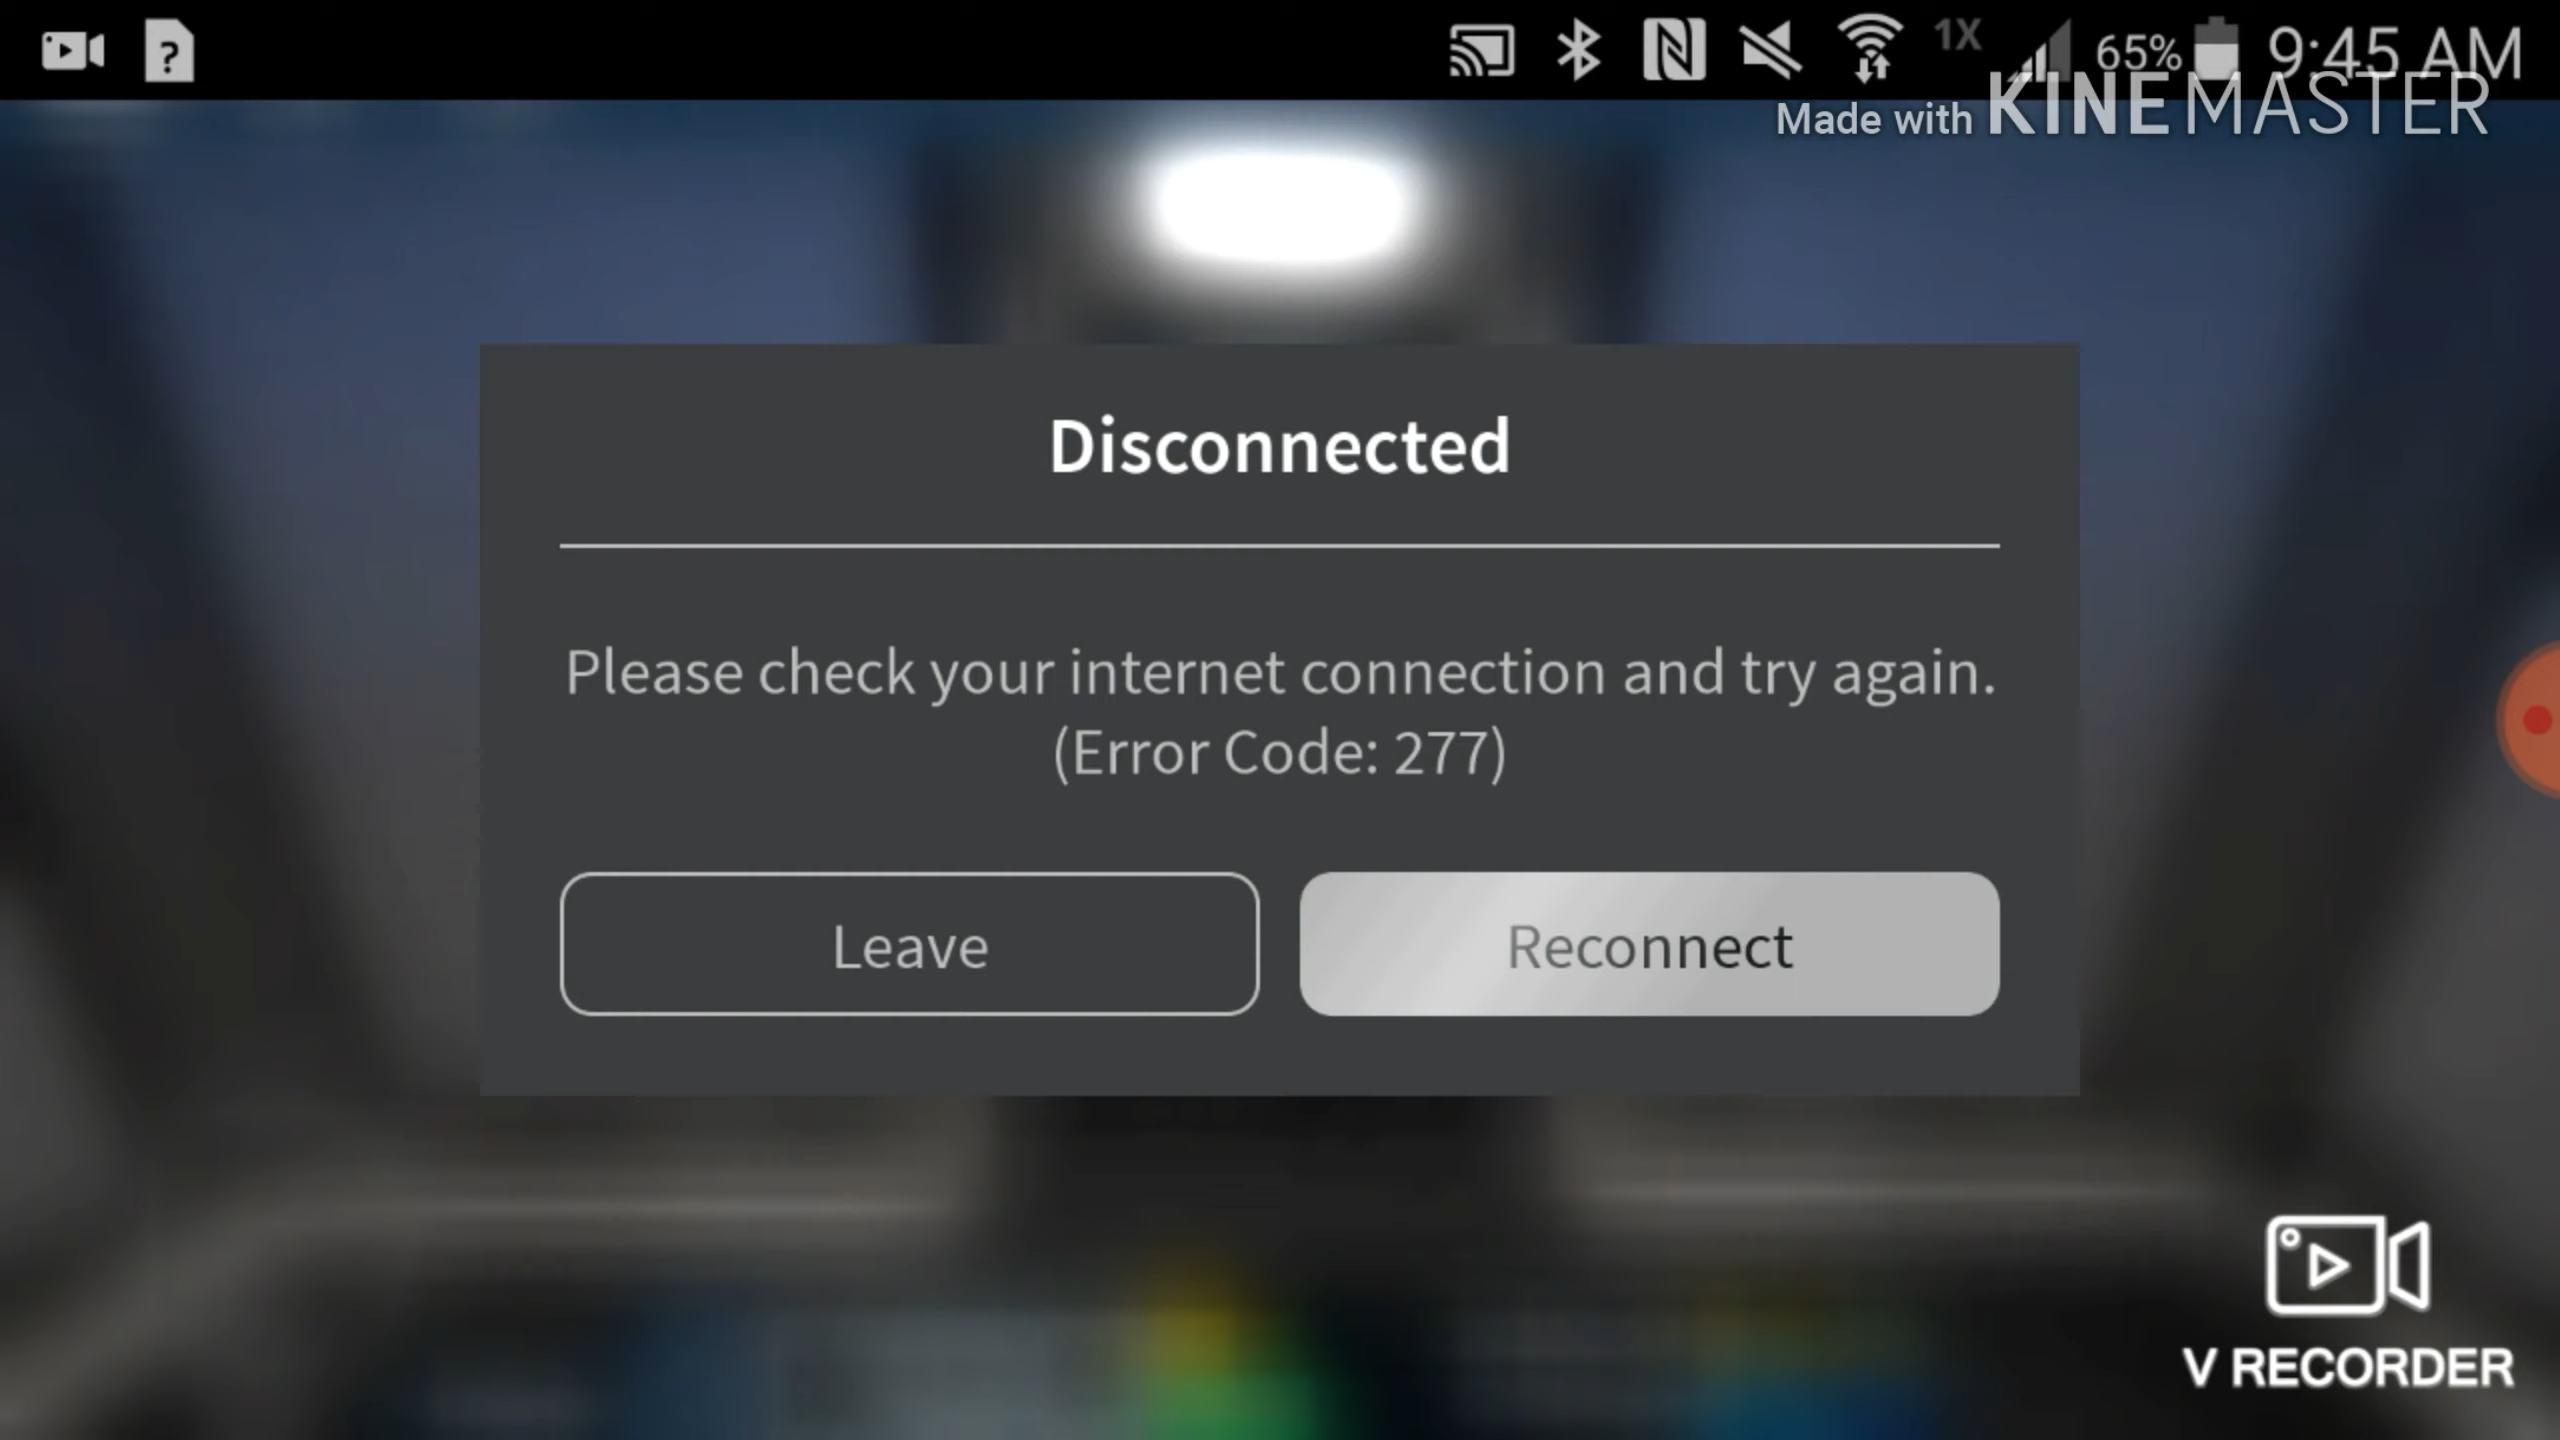 1X 65% 9:45 AM
Made with KINEMASTER
Disconnected
Please check your internet connection and try again.
(Error Code: 277)
Leave Reconnect
V RECORDER